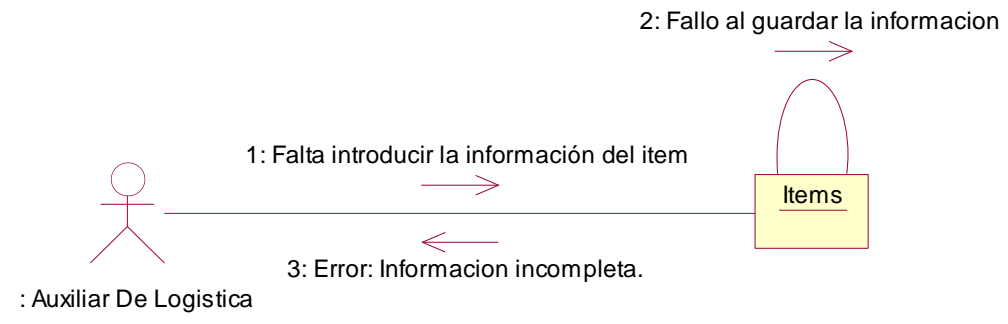 2: Fallo al guardar la informacion
1: Falta introducir la información del item
Items
3: Error: Informacion incompleta.
: Auxiliar De Logistica